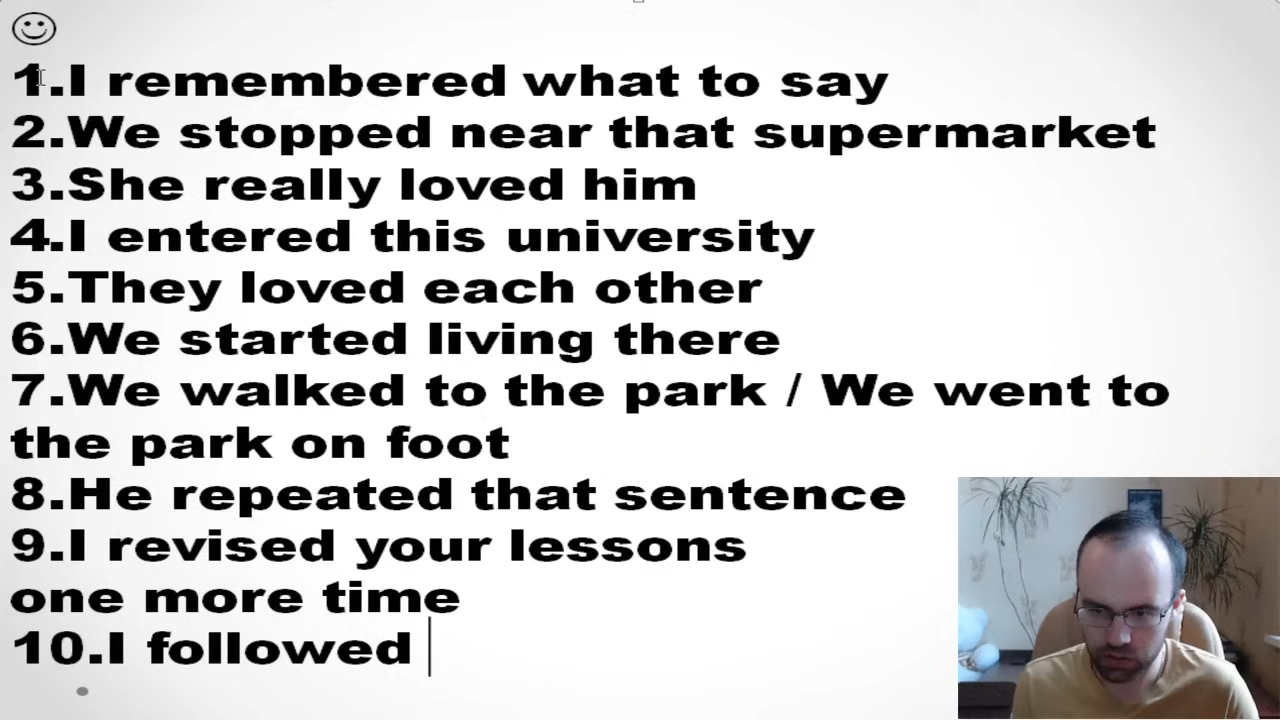 1.I remembered what to say
2.We stopped near that supermarket
3.She really loved him
4.I entered this university
5.They loved each other
6.We started living there
7.We walked to the park / We went to
the park on foot
8.He repeated that sentence
9.I revised your lessons
one more time
10.I followed